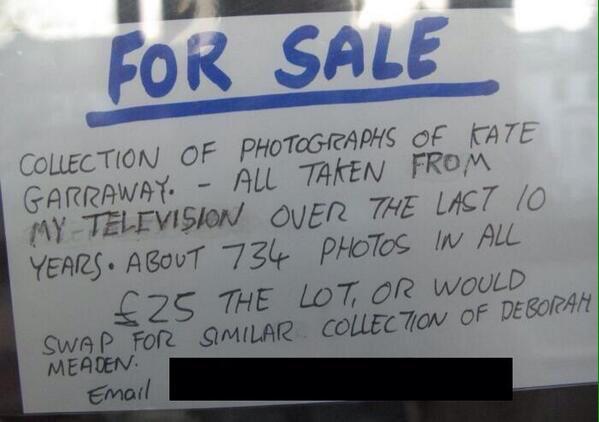 FOR SALE
COLLECTION OF PHOTOGRAPHS OF KATE
GARRAWAY. - ALL TAKEN FROM
MY TELEVISION OVER THE LAST 10
YEARS. ABOUT 734 PHOTOS IN ALL
£25 THE LOT, OR WOULD
SWAP FOR SIMILAR COLLECTION OF DEBORAH
MEADEN.
Email